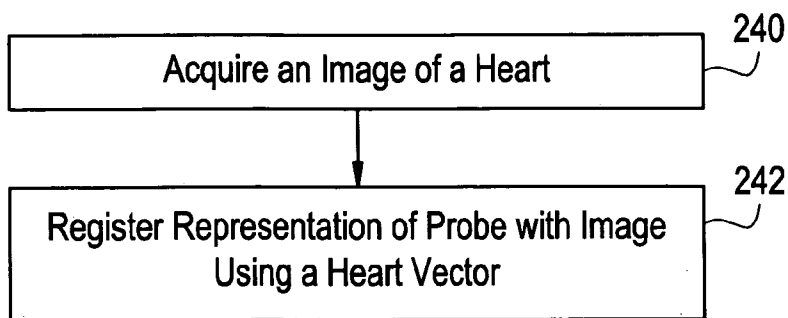 240
Acquire an Image of a Heart
242
Register Representation of Probe with Image
Using a Heart Vector